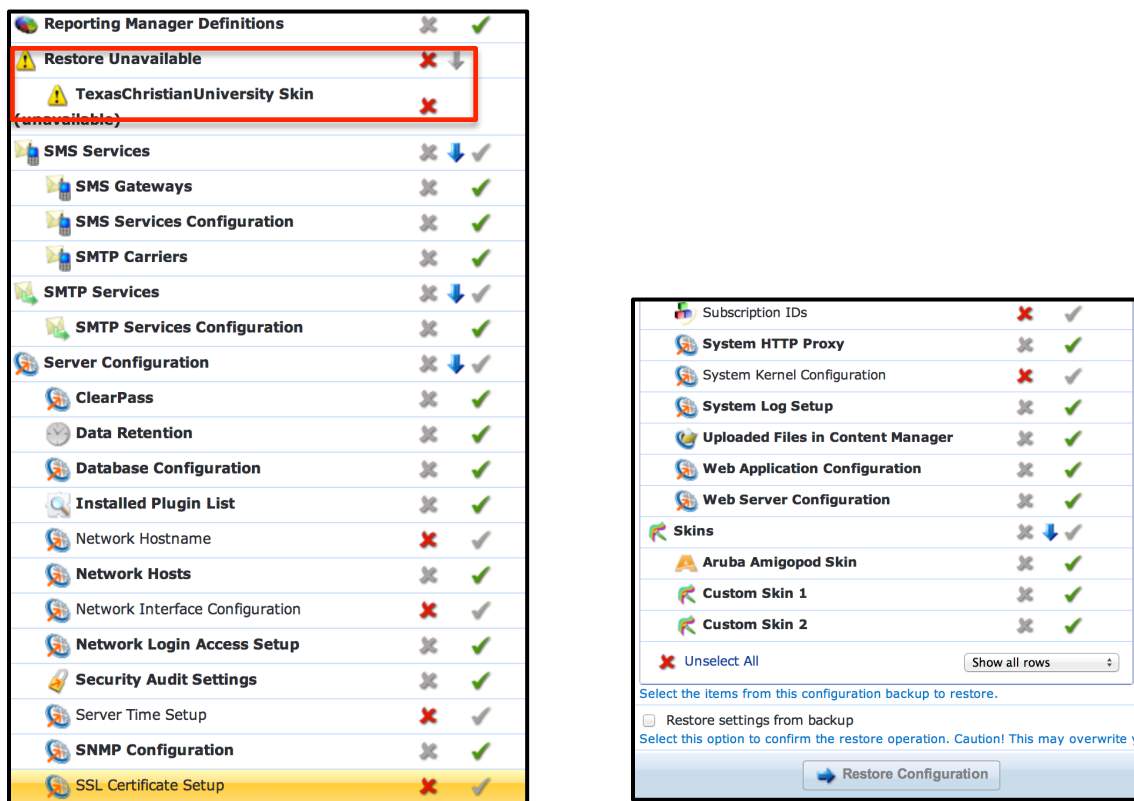 Reporting Manager Definitions
Restore Unavailable
TexasChristianUniversity Skin
(unavailable)
SMS Services
SMS Gateways
SMS Services Configuration
SMTP Carriers
SMTP Services
SMTP Services Configuration
Server Configuration
ClearPass
Data Retention
Database Configuration
Installed Plugin List
Network Hostname
Network Hosts
Network Interface Configuration
Network Login Access Setup
Security Audit Settings
Server Time Setup
SNMP Configuration
SSL Certificate Setup
Subscription IDs
System HTTP Proxy
System Kernel Configuration
System Log Setup
Uploaded Files in Content Manager
Web Application Configuration
Web Server Configuration
Skins
Aruba Amigopod Skin
Custom Skin 1
Custom Skin 2
Unselect All
Show all rows
Select the items from this configuration backup to restore.
Restore settings from backup
Select this option to confirm the restore operation. Caution! This may overwrite
Restore Configuration